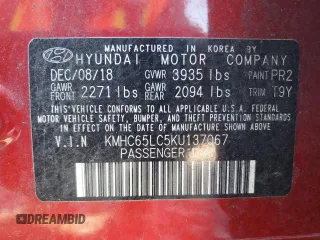 MANUFACTURED IN KOREA BY
HYUNDAI MOTOR COMPANY
DEC/08/18 GVWR 3935 lbs PAINT PR2
GAWR FRONT 2271 lbs GAWR REAR 2094 lbs TRIM T9Y
THIS VEHICLE CONFORMS TO ALL APPLICABLE
U.S. FEDERAL MOTOR VEHICLE SAFETY, BUMPER,
AND THEFT PREVENTION STANDARDS IN EFFECT ON
THE DATE OF MANUFACTURE SHOWN ABOVE.
V.I.N KMHC65LC5KU137067
PASSENGER
DREAMBID